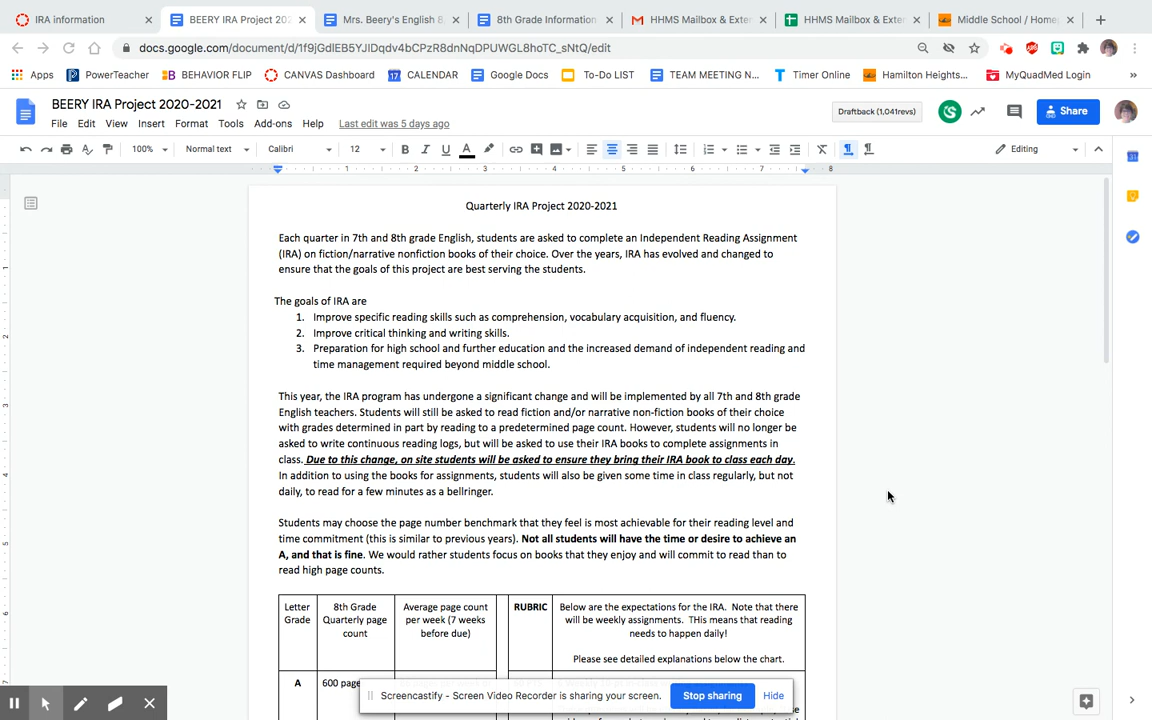 IRA information
BEERY IRA Project 202
Mrs. Beery's English 8,
8th Grade Information
HHMS Mailbox & Exter
HHMS Mailbox & Exter
Middle School / Home
docs.google.com/document/d/1f9jGdIEB5YJIDqdv4bCPzR8dnNqDPUWGL8hoTC_sNtQ/edit
Apps
PowerTeacher
BEHAVIOR FLIP
CANVAS Dashboard
CALENDAR
Google Docs
To-Do LIST
TEAM MEETING N...
Timer Online
Hamilton Heights...
MyQuadMed Login
BEERY IRA Project 2020-2021
Draftback (1,041revs)
Share
File Edit View Insert Format Tools Add-ons Help Last edit was 5 days ago
100% Normal text Calibri 12 B I U A Editing
1 2 3 4 5 6 7 8
Quarterly IRA Project 2020-2021
Each quarter in 7th and 8th grade English, students are asked to complete an Independent Reading Assignment
(IRA) on fiction/narrative nonfiction books of their choice. Over the years, IRA has evolved and changed to
ensure that the goals of this project are best serving the students.
The goals of IRA are
1. Improve specific reading skills such as comprehension, vocabulary acquisition, and fluency.
2. Improve critical thinking and writing skills.
3. Preparation for high school and further education and the increased demand of independent reading and
time management required beyond middle school.
This year, the IRA program has undergone a significant change and will be implemented by all 7th and 8th grade
English teachers. Students will still be asked to read fiction and/or narrative non-fiction books of their choice
with grades determined in part by reading to a predetermined page count. However, students will no longer be
asked to write continuous reading logs, but will be asked to use their IRA books to complete assignments in
class. Due to this change, on site students will be asked to ensure they bring their IRA book to class each day.
In addition to using the books for assignments, students will also be given some time in class regularly, but not
daily, to read for a few minutes as a bellringer.
Students may choose the page number benchmark that they feel is most achievable for their reading level and
time commitment (this is similar to previous years). Not all students will have the time or desire to achieve an
A, and that is fine. We would rather students focus on books that they enjoy and will commit to read than to
read high page counts.
Letter
Grade
8th Grade
Quarterly page
count
Average page count
per week (7 weeks
before due)
RUBRIC
Below are the expectations for the IRA. Note that there
will be weekly assignments. THis means that reading
needs to happen daily!
Please see detailed explanations below the chart.
A
600 page
Screencastify - Screen Video Recorder is sharing your screen.
Stop sharing
Hide